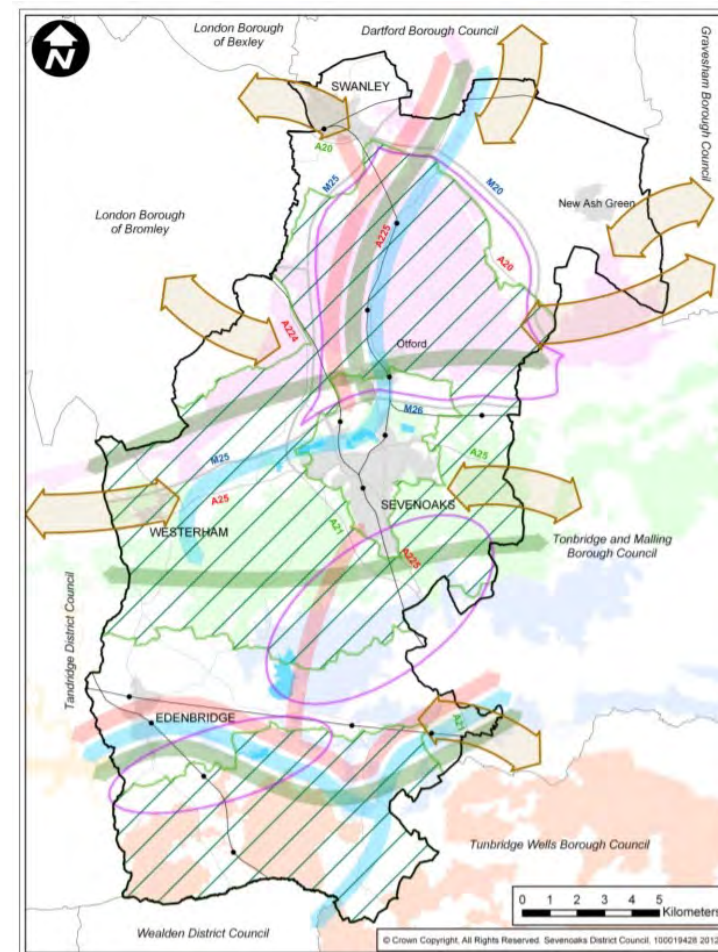 London Borough
of Bexley
Dartford Borough Council
Gravesham Borough Council
N
SWANLEY
A20
M25
M20
New Ash Green
London Borough
of Bromley
A225
A20
A224
Otford
M26
M25
A25
A25
SEVENOAKS
WESTERHAM
A21
A225
Tonbridge and Malling
Borough Council
Tandridge District Council
EDENBRIDGE
A21
Tunbridge Wells Borough Council
0 1 2 3 4 5
Kilometers
Wealden District Council
© Crown Copyright, All Rights Reserved. Sevenoaks District Council, 100019428 2012